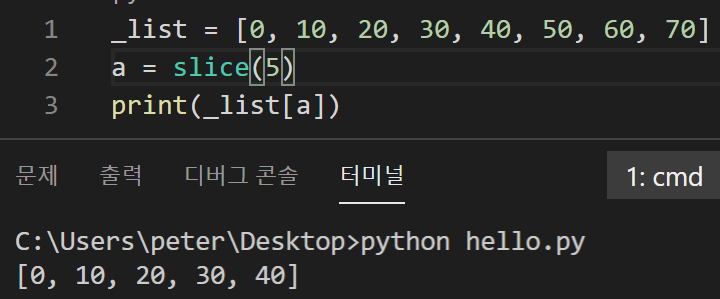 1 _list = [0, 10, 20, 30, 40, 50, 60, 70]
2 a = slice(5)
3 print(_list[a])
문제 출력 디버그 콘솔 터미널 1: cmd
C:\Users\peter\Desktop>python hello.py
[0, 10, 20, 30, 40]